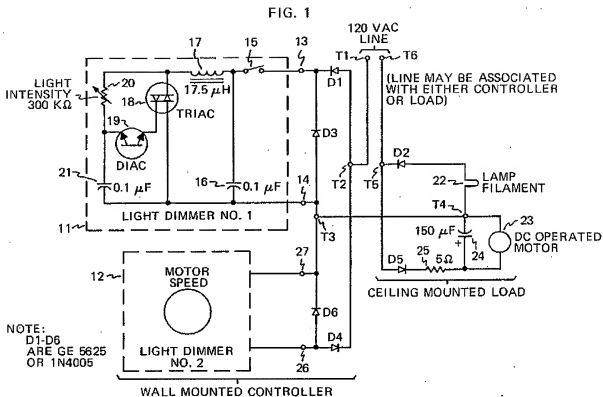 FIG. 1
120 VAC
LINE
T1
T6
17
15
13
20
LIGHT
INTENSITY
300 KΩ
18
17.5 μH
TRIAC
D1
(LINE MAY BE ASSOCIATED
WITH EITHER CONTROLLER
OR LOAD)
19
DIAC
D3
21
0.1 μF
16
0.1 μF
14
T2
T5
D2
22
LAMP
FILAMENT
T4
11
LIGHT DIMMER NO. 1
T3
23
150 μF
+
24
DC OPERATED
MOTOR
12
MOTOR
SPEED
27
D5
25
5Ω
CEILING MOUNTED LOAD
D6
NOTE:
D1-D6
ARE GE 5625
OR 1N4005
LIGHT DIMMER
NO. 2
D4
26
WALL MOUNTED CONTROLLER